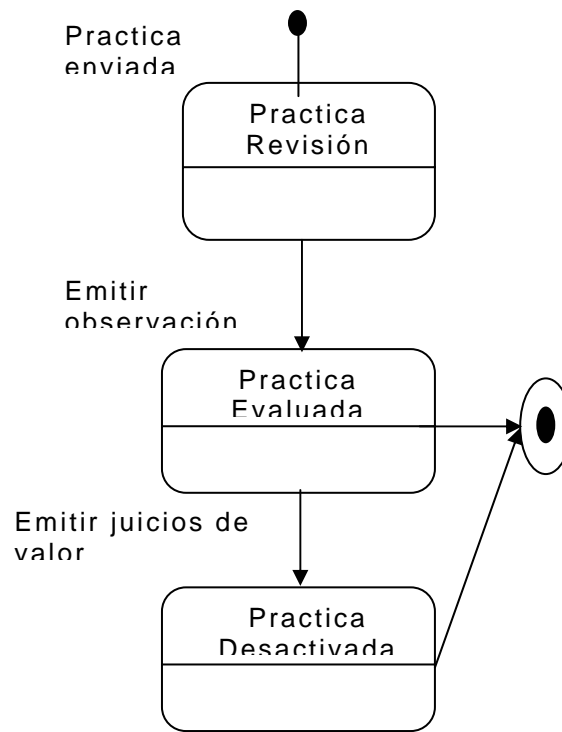 Practica
enviada
Practica
Revisión
Emitir
observación
Practica
Evaluada
Emitir juicios de
valor
Practica
Desactivada